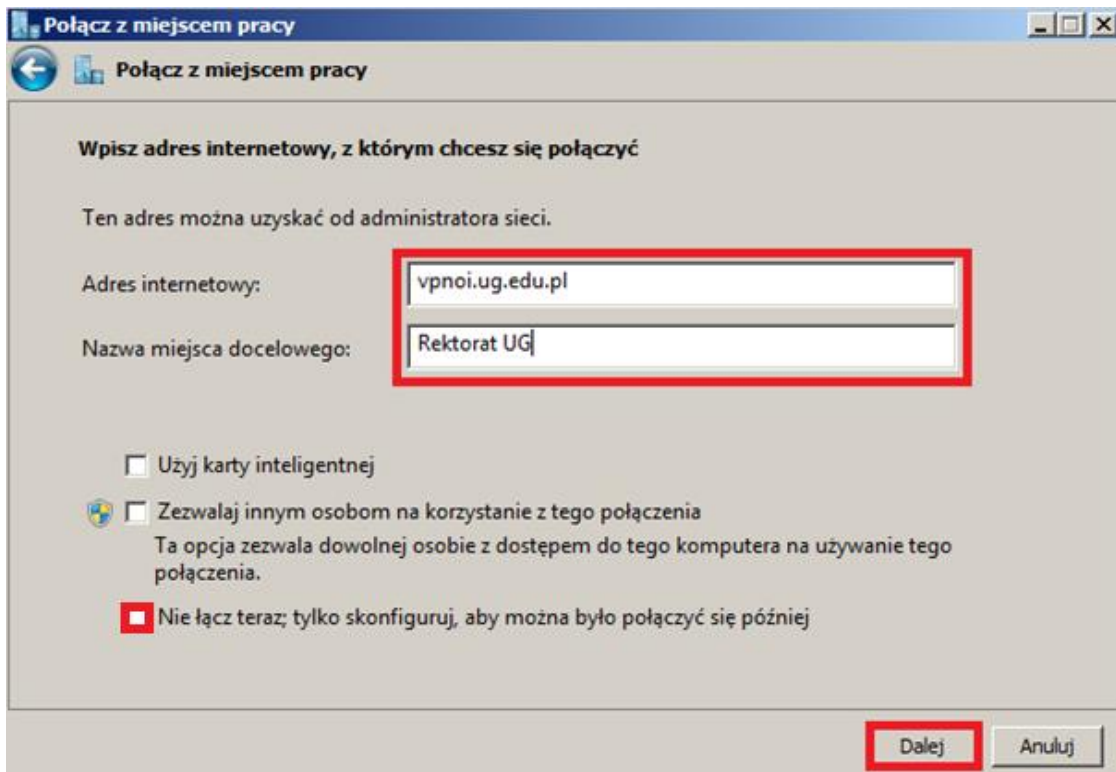 Połącz z miejscem pracy
Połącz z miejscem pracy
Wpisz adres internetowy, z którym chcesz się połączyć
Ten adres można uzyskać od administratora sieci.
Adres internetowy: vpnoi.ug.edu.pl
Nazwa miejsca docelowego: Rektorat UG
Użyj karty inteligentnej
Zezwalaj innym osobom na korzystanie z tego połączenia
Ta opcja zezwala dowolnej osobie z dostępem do tego komputera na używanie tego
połączenia.
Nie łącz teraz; tylko skonfiguruj, aby można było połączyć się później
Dalej Anuluj